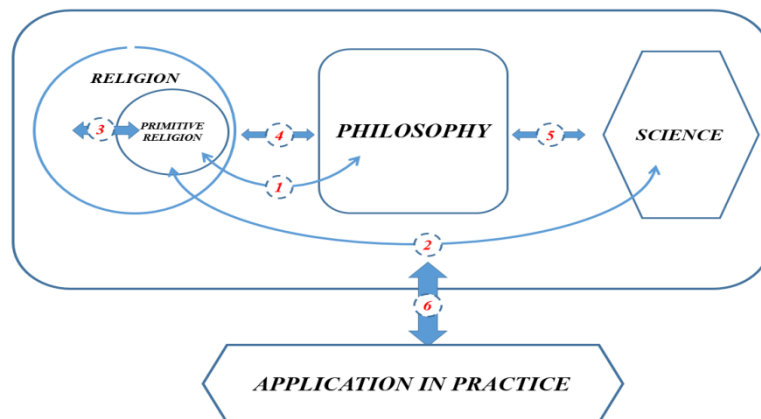 RELIGION
3
PRIMITIVE
RELIGION
4
PHILOSOPHY
5
SCIENCE
1
2
6
APPLICATION IN PRACTICE